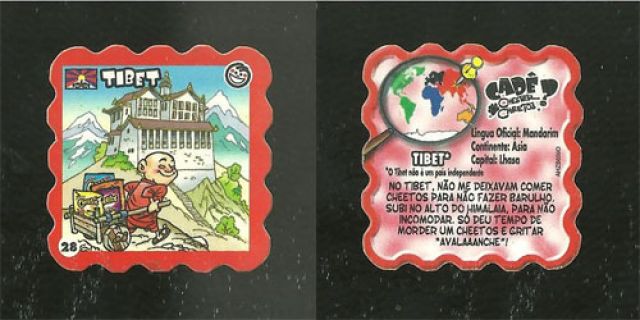 TIBET
28
CADÊ
CHESTER
CHEETOS?
Língua Oficial: Mandarim
Continente: Ásia
Capital: Lhasa
TIBET*
*O Tibet não é um país independente
NO TIBET, NÃO ME DEIXAVAM COMER
CHEETOS PARA NÃO FAZER BARULHO.
SUBI NO ALTO DO HIMALAIA, PARA NÃO
INCOMODAR. SÓ DEU TEMPO DE
MORDER UM CHEETOS E GRITAR
"AVALAAANCHE"!